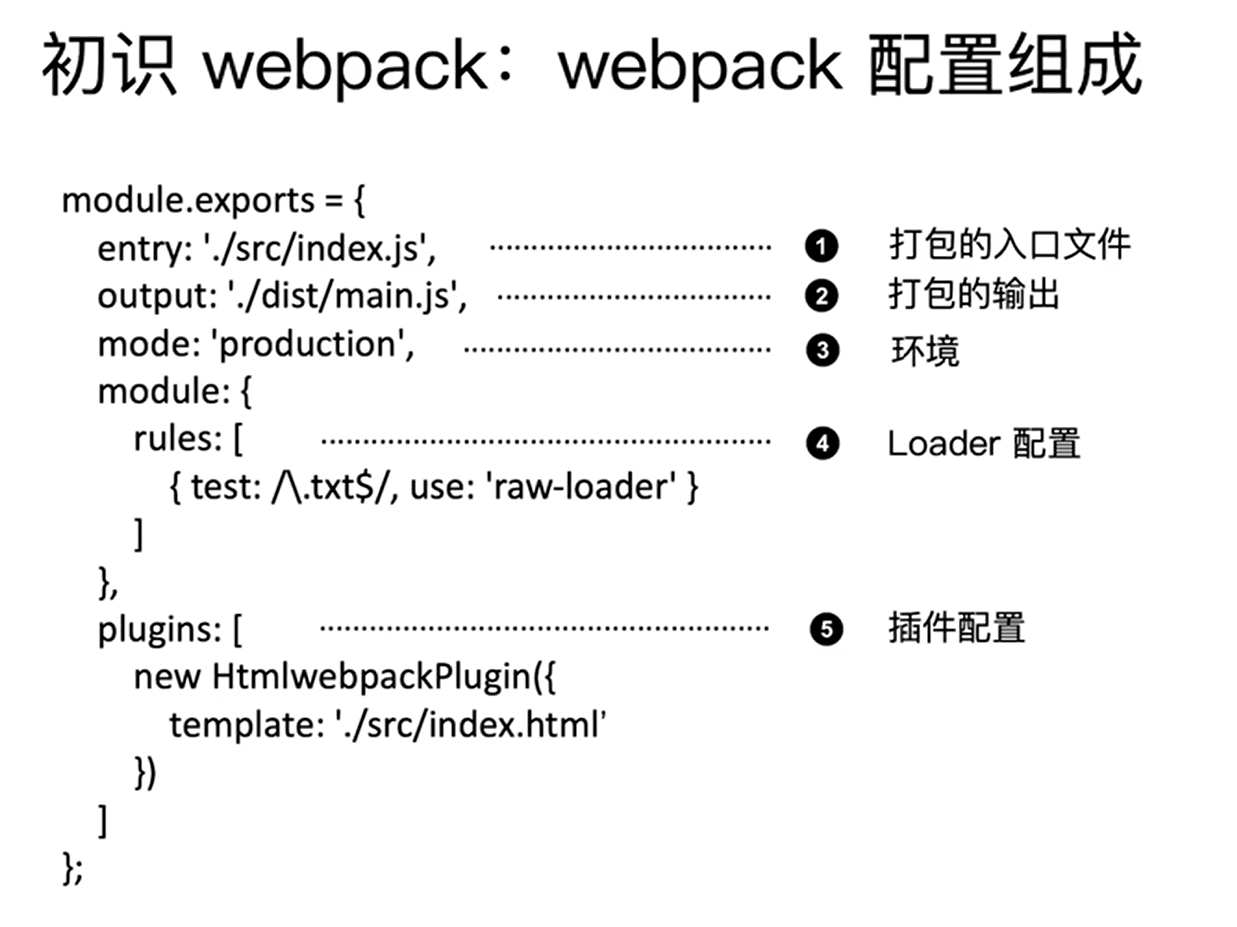 初识 webpack：webpack 配置组成
module.exports = {
entry: './src/index.js', ❶ 打包的入口文件
output: './dist/main.js', ❷ 打包的输出
mode: 'production', ❸ 环境
module: {
rules: [ ❹ Loader 配置
{ test: /\.txt$/, use: 'raw-loader' }
]
},
plugins: [ ❺ 插件配置
new HtmlwebpackPlugin({
template: './src/index.html’
})
]
};